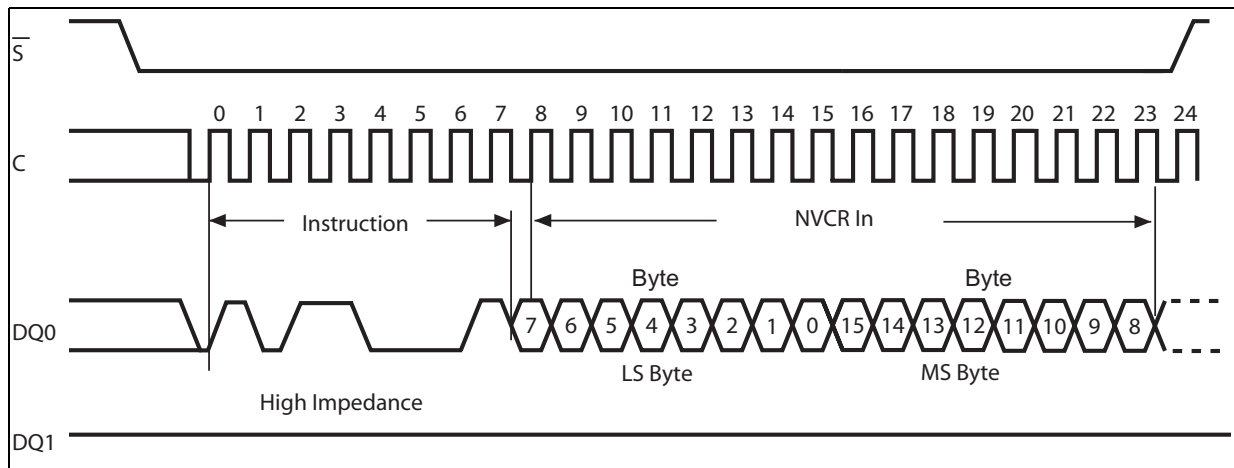 S
0 1 2 3 4 5 6 7 8 9 10 11 12 13 14 15 16 17 18 19 20 21 22 23 24
C
Instruction NVCR In
Byte Byte
DQ0 7 6 5 4 3 2 1 0 15 14 13 12 11 10 9 8
LS Byte MS Byte
High Impedance
DQ1